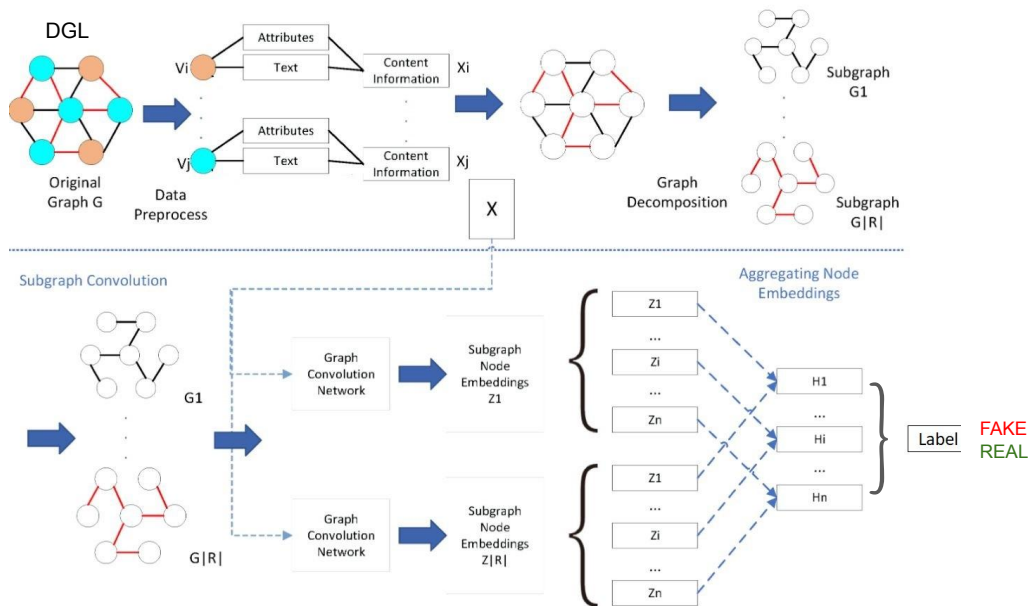 DGL
Original
Graph G
Data
Preprocess
Vi
Attributes
Text
Content
Information
Xi
Vj
Attributes
Text
Content
Information
Xj
X
Graph
Decomposition
Subgraph
G1
Subgraph
G|R|
Subgraph Convolution
G1
G|R|
Graph
Convolution
Network
Subgraph
Node
Embeddings
Z1
Graph
Convolution
Network
Subgraph
Node
Embeddings
Z|R|
Aggregating Node
Embeddings
Z1
...
Zi
...
Zn
Z1
...
Zi
...
Zn
H1
...
Hi
...
Hn
Label
FAKE
REAL